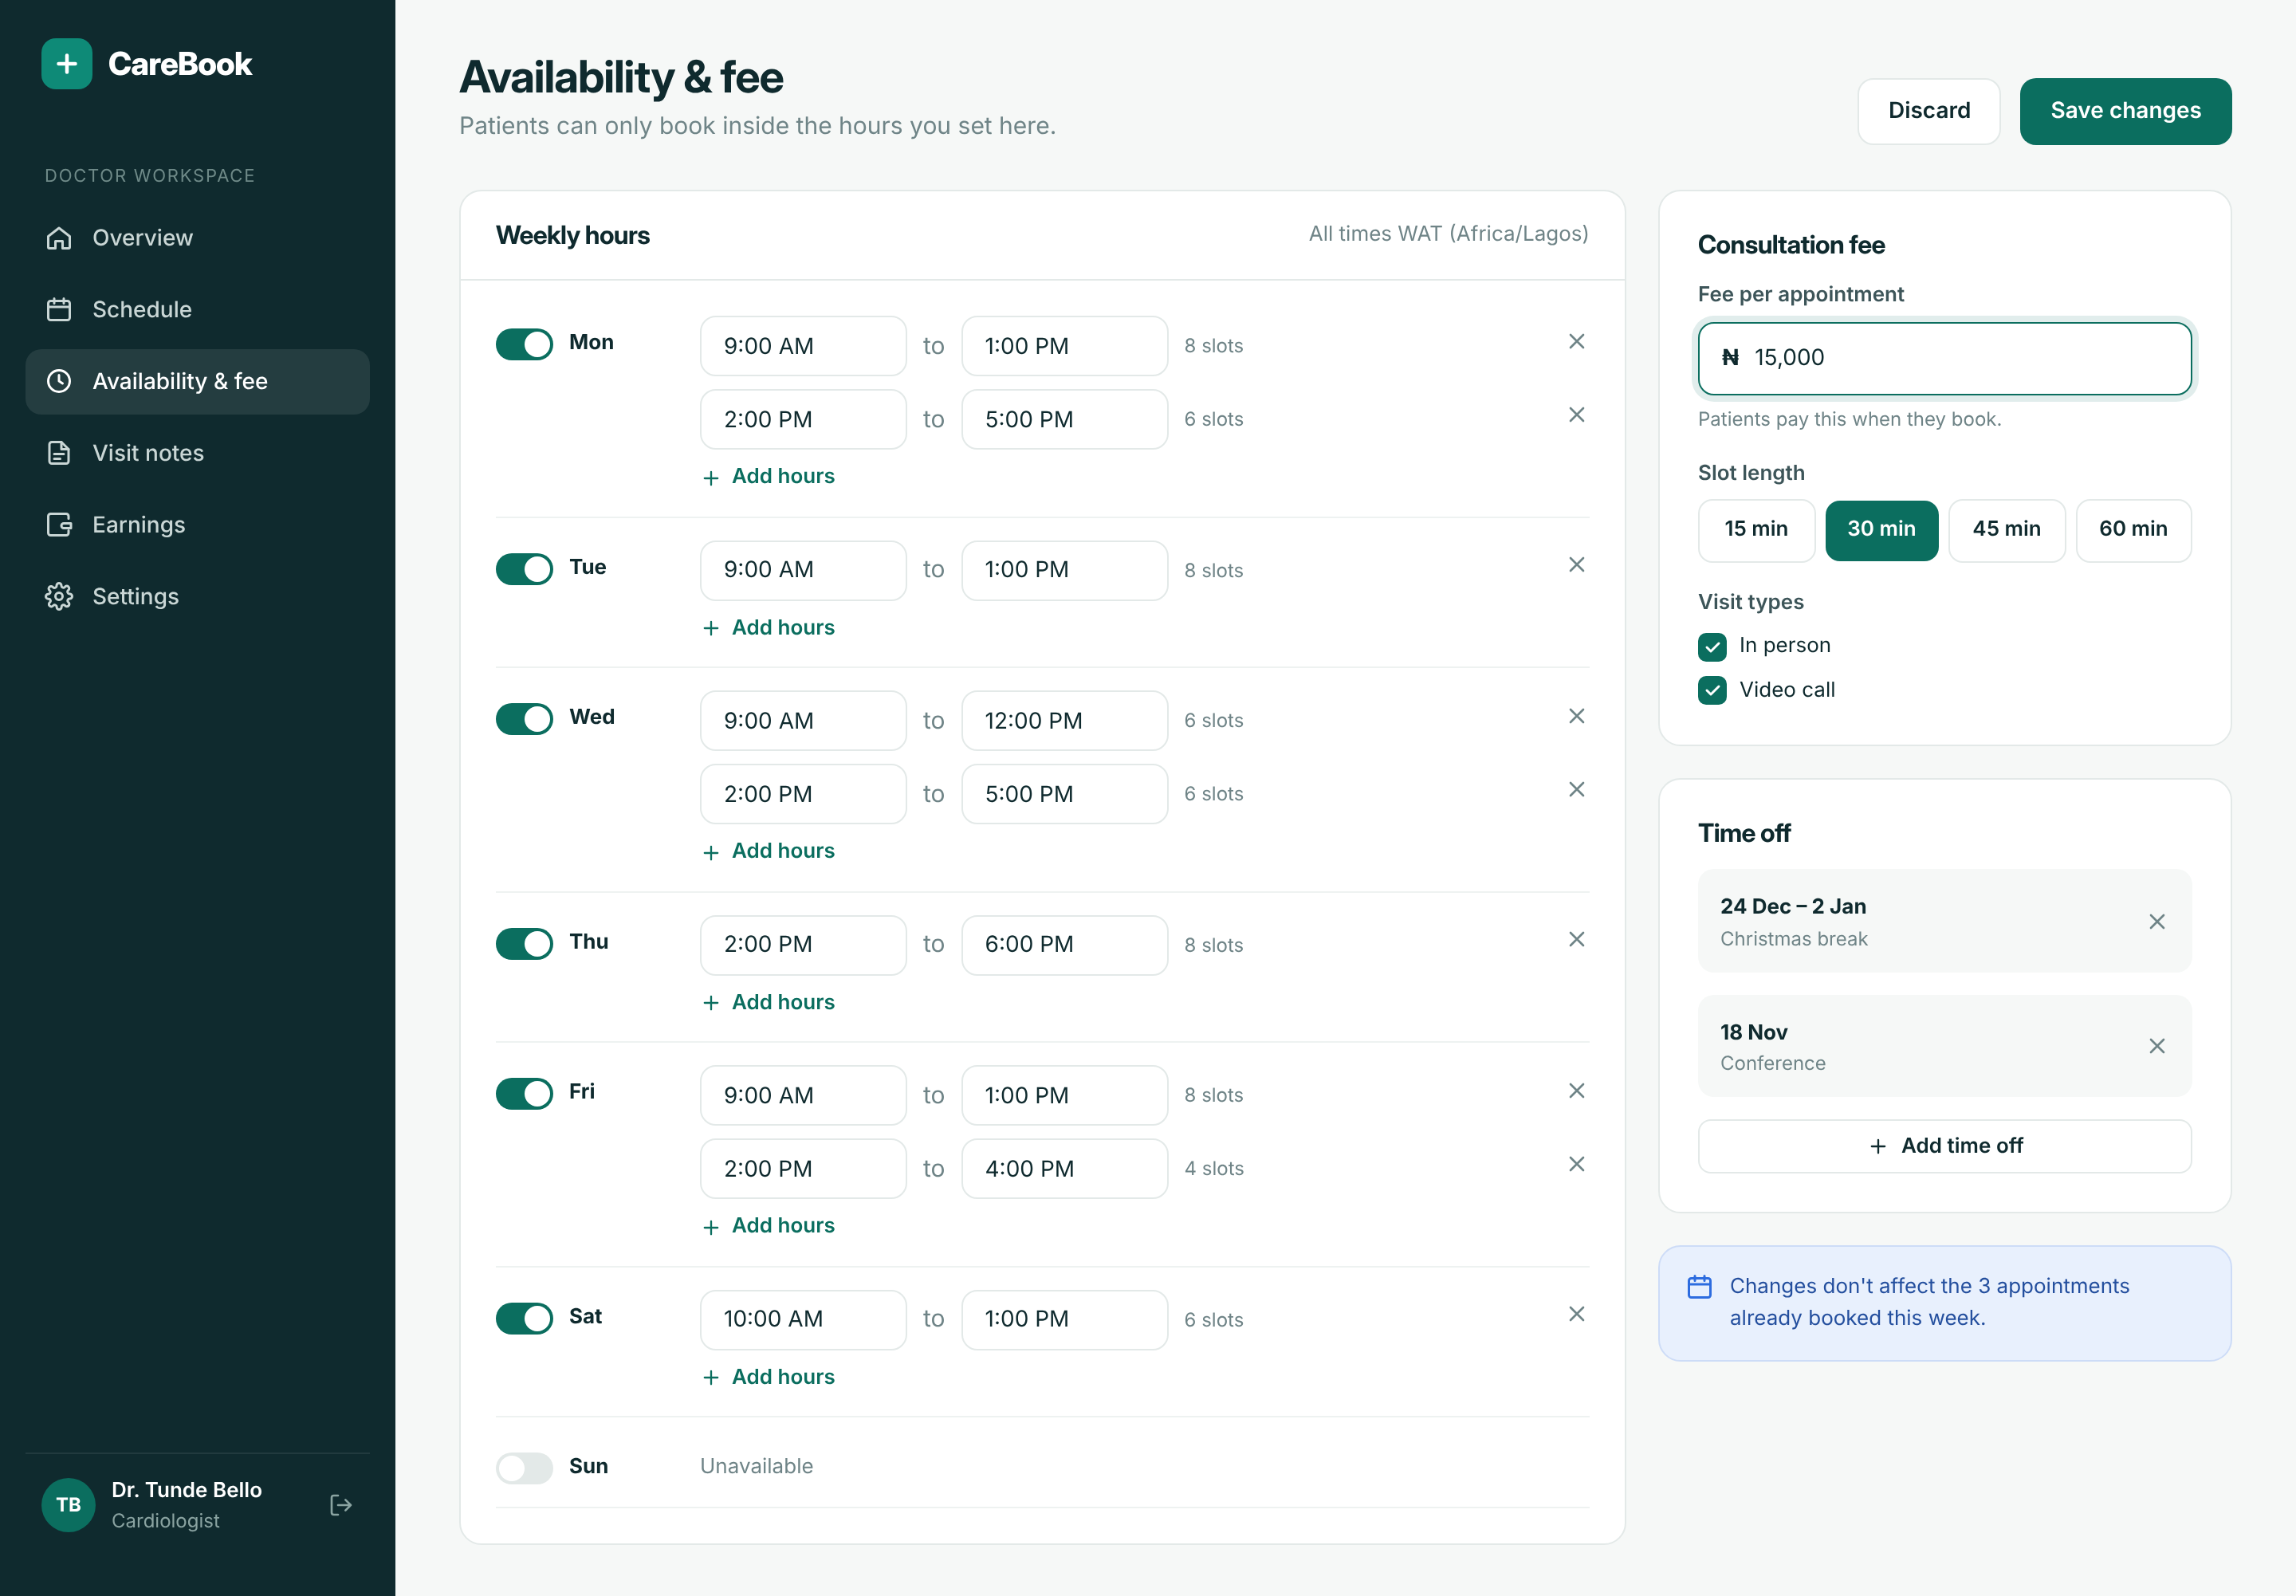 CareBook
DOCTOR WORKSPACE
Overview
Schedule
Availability & fee
Visit notes
Earnings
Settings
TB
Dr. Tunde Bello
Cardiologist
Availability & fee
Patients can only book inside the hours you set here.
Discard
Save changes
Weekly hours
All times WAT (Africa/Lagos)
Mon
9:00 AM to 1:00 PM 8 slots
2:00 PM to 5:00 PM 6 slots
Add hours
Tue
9:00 AM to 1:00 PM 8 slots
Add hours
Wed
9:00 AM to 12:00 PM 6 slots
2:00 PM to 5:00 PM 6 slots
Add hours
Thu
2:00 PM to 6:00 PM 8 slots
Add hours
Fri
9:00 AM to 1:00 PM 8 slots
2:00 PM to 4:00 PM 4 slots
Add hours
Sat
10:00 AM to 1:00 PM 6 slots
Add hours
Sun
Unavailable
Consultation fee
Fee per appointment
₦ 15,000
Patients pay this when they book.
Slot length
15 min 30 min 45 min 60 min
Visit types
In person
Video call
Time off
24 Dec – 2 Jan
Christmas break
18 Nov
Conference
Add time off
Changes don't affect the 3 appointments
already booked this week.